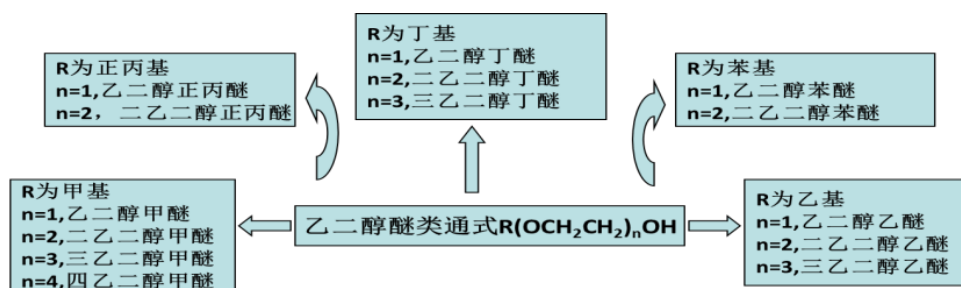 R为丁基
n=1,乙二醇丁醚
n=2,二乙二醇丁醚
n=3,三乙二醇丁醚
R为正丙基
n=1,乙二醇正丙醚
n=2，二乙二醇正丙醚
R为苯基
n=1,乙二醇苯醚
n=2,二乙二醇苯醚
R为甲基
n=1,乙二醇甲醚
n=2,二乙二醇甲醚
n=3,三乙二醇甲醚
n=4,四乙二醇甲醚
乙二醇醚类通式R(OCH₂CH₂)ₙOH
R为乙基
n=1,乙二醇乙醚
n=2,二乙二醇乙醚
n=3,三乙二醇乙醚